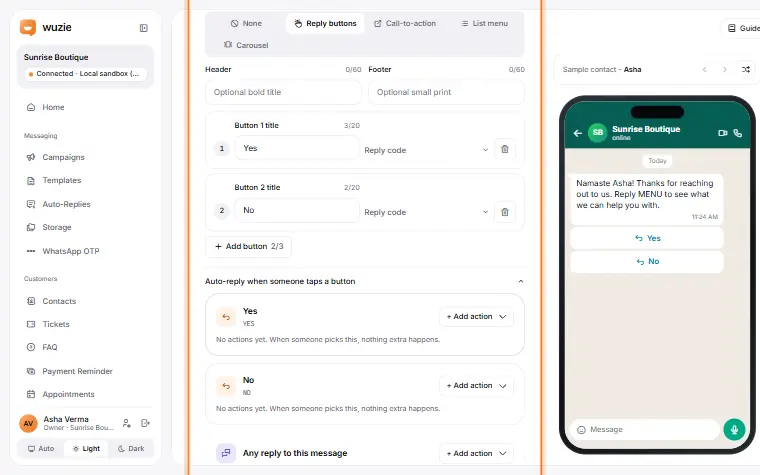 wuzie
Sunrise Boutique
Connected · Local sandbox (...
Home
Messaging
Campaigns
Templates
Auto-Replies
Storage
WhatsApp OTP
Customers
Contacts
Tickets
FAQ
Payment Reminder
Appointments
AV
Asha Verma
Owner · Sunrise Bou...
Auto
Light
Dark
None
Reply buttons
Call-to-action
List menu
Carousel
Header 0/60
Footer 0/60
Optional bold title
Optional small print
Button 1 title 3/20
1
Yes
Reply code
Button 2 title 2/20
2
No
Reply code
+ Add button 2/3
Auto-reply when someone taps a button
Yes
YES
+ Add action
No actions yet. When someone picks this, nothing extra happens.
No
NO
+ Add action
No actions yet. When someone picks this, nothing extra happens.
Any reply to this message
+ Add action
Guide
Sample contact - Asha
SB
Sunrise Boutique
online
Today
Namaste Asha! Thanks for reaching
out to us. Reply MENU to see what
we can help you with.
11:24 AM
Yes
No
Message